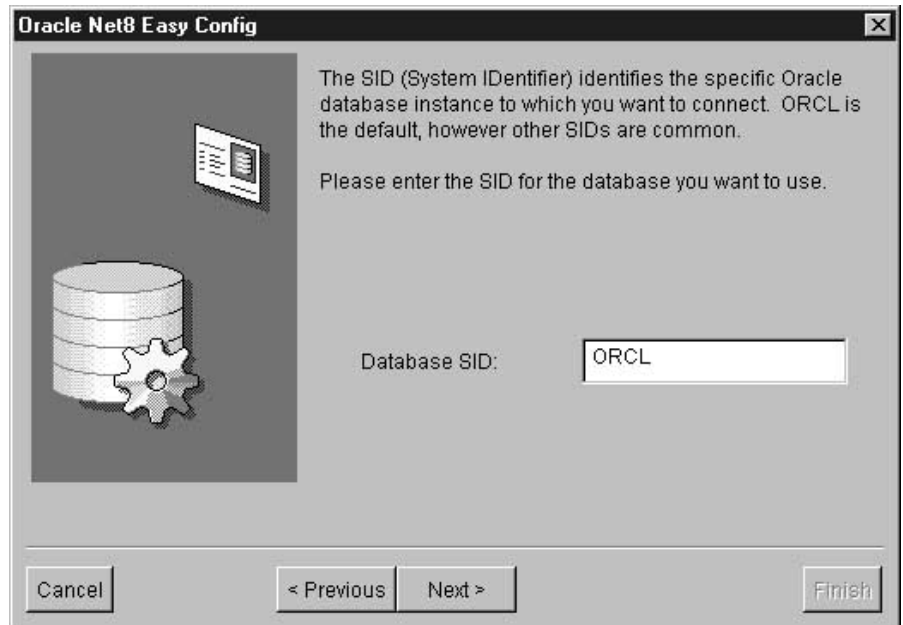 Oracle Net8 Easy Config
The SID (System IDentifier) identifies the specific Oracle
database instance to which you want to connect. ORCL is
the default, however other SIDs are common.
Please enter the SID for the database you want to use.
Database SID: ORCL
Cancel < Previous Next > Finish